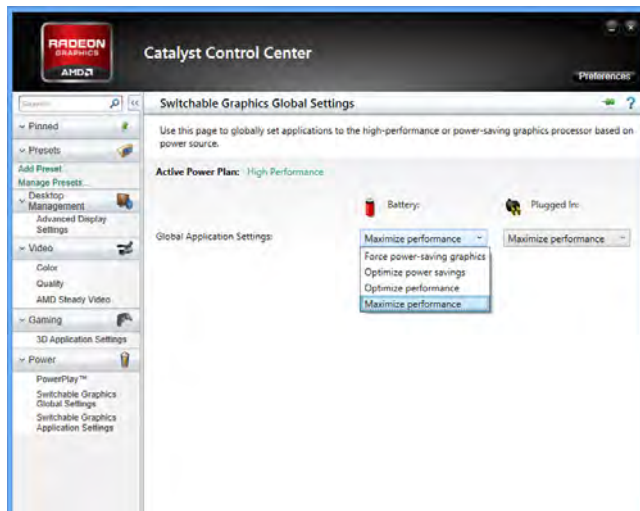 RADEON
GRAPHICS
AMD
Catalyst Control Center
Preferences
Search
Switchable Graphics Global Settings
?
Pinned
Use this page to globally set applications to the high-performance or power-saving graphics processor based on
power source.
Presets
Add Preset
Manage Presets...
Active Power Plan: High Performance
Desktop
Management
Advanced Display
Settings
Battery:
Plugged In:
Global Application Settings:
Maximize performance
Maximize performance
Force power-saving graphics
Optimize power savings
Optimize performance
Maximize performance
Video
Color
Quality
AMD Steady Video
Gaming
3D Application Settings
Power
PowerPlay™
Switchable Graphics
Global Settings
Switchable Graphics
Application Settings